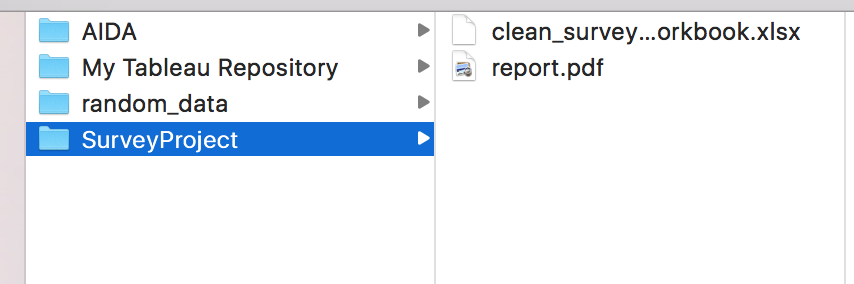 AIDA
My Tableau Repository
random_data
SurveyProject
clean_survey...orkbook.xlsx
report.pdf